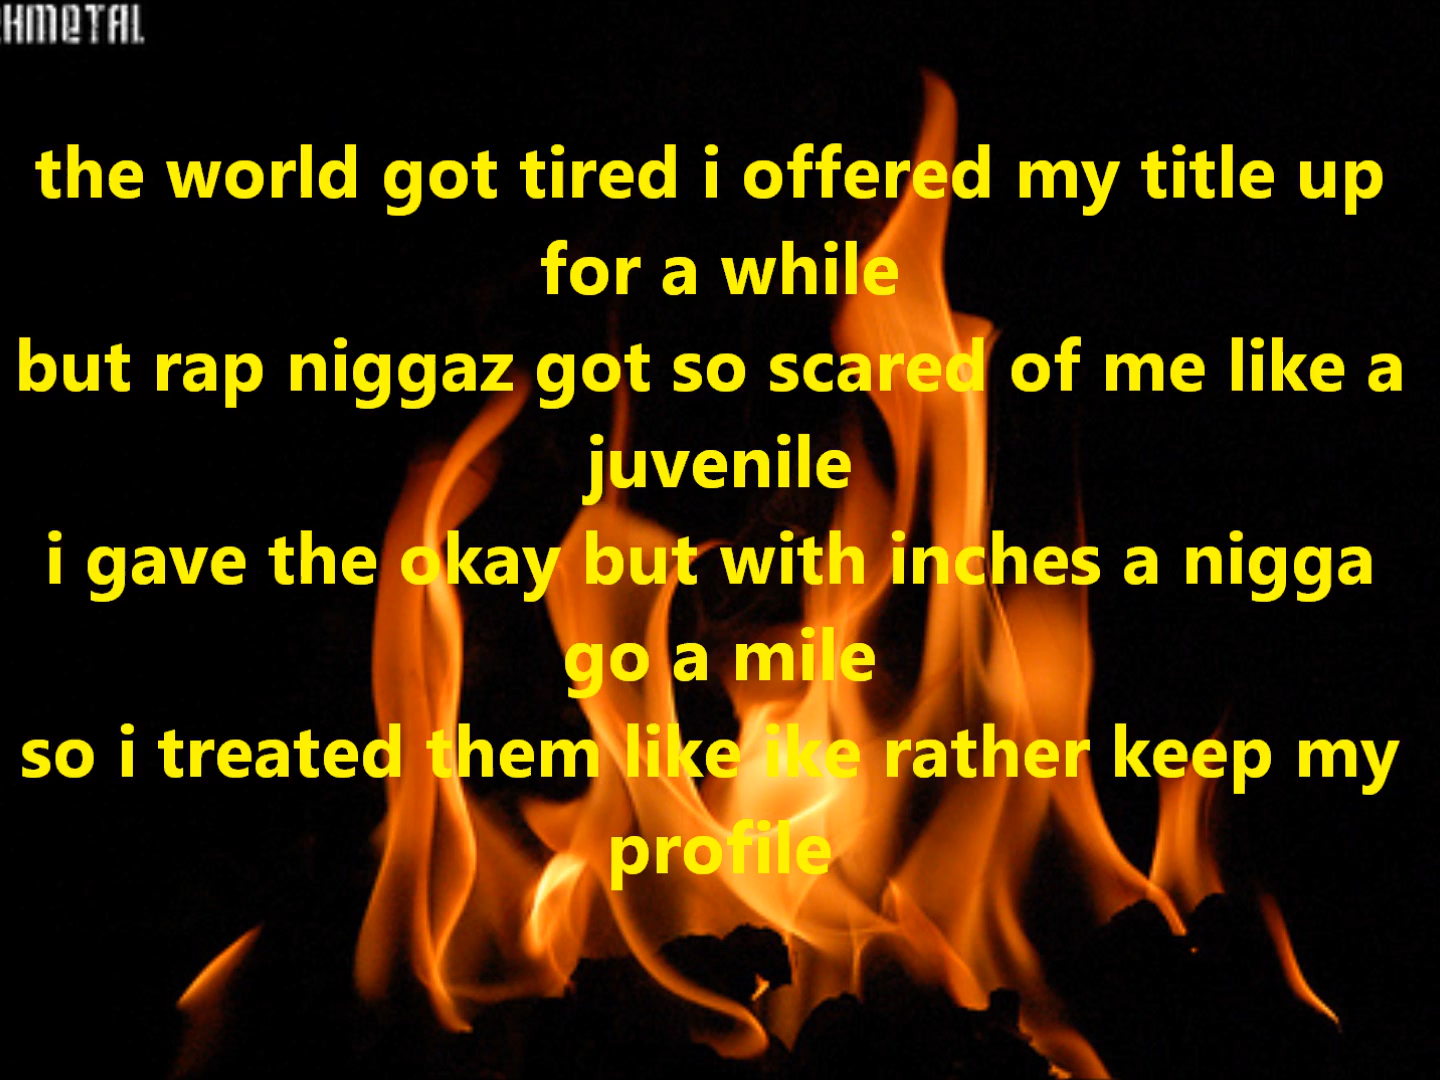 HMETAL
the world got tired i offered my title up
for a while
but rap niggaz got so scared of me like a
juvenile
i gave the okay but with inches a nigga
go a mile
so i treated them like ike rather keep my
profile